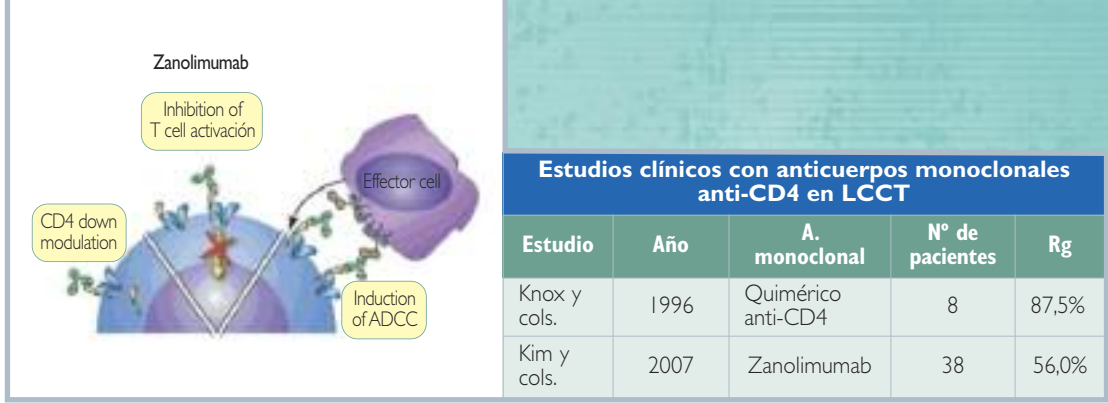 Zanolimumab
Inhibition of
T cell activación
Effector cell
CD4 down
modulation
Induction
of ADCC
Estudios clínicos con anticuerpos monoclonales
anti-CD4 en LCCT
Estudio Año A. monoclonal Nº de pacientes Rg
Knox y cols. 1996 Quimérico anti-CD4 8 87,5%
Kim y cols. 2007 Zanolimumab 38 56,0%